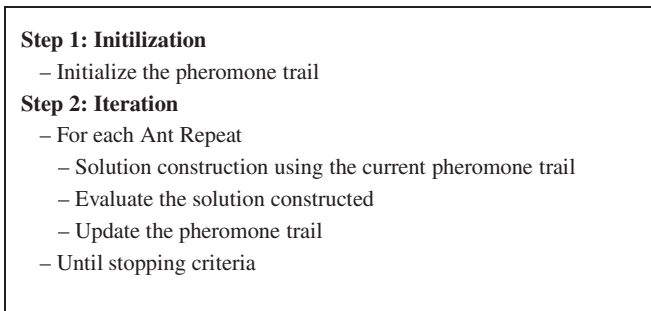 Step 1: Initilization
– Initialize the pheromone trail
Step 2: Iteration
– For each Ant Repeat
– Solution construction using the current pheromone trail
– Evaluate the solution constructed
– Update the pheromone trail
– Until stopping criteria